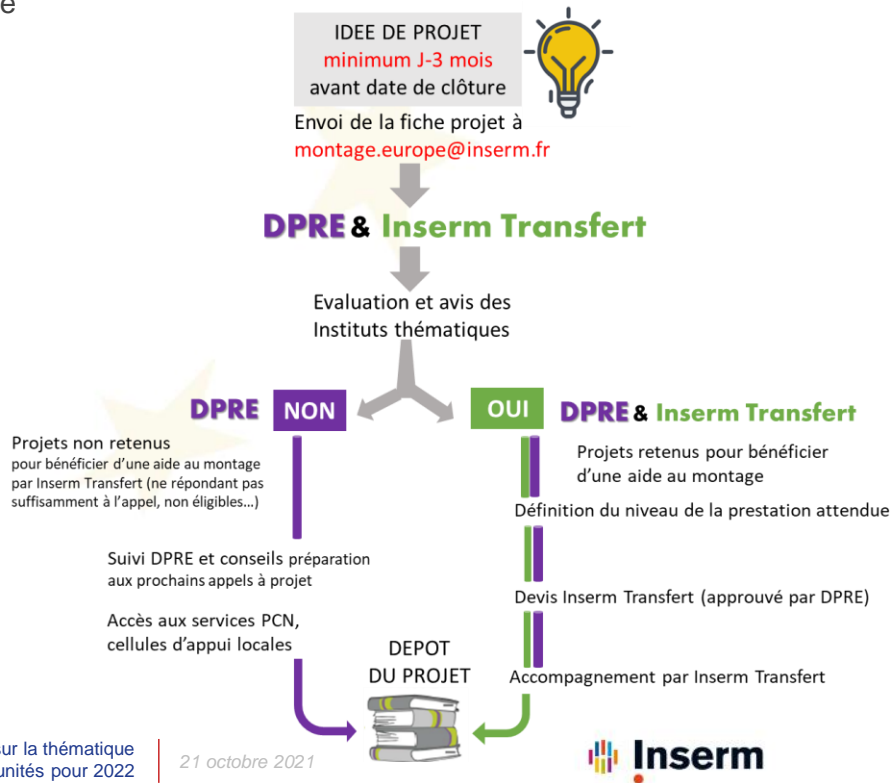 e
IDEE DE PROJET
minimum J-3 mois
avant date de clôture
Envoi de la fiche projet à
montage.europe@inserm.fr
DPRE & Inserm Transfert
Evaluation et avis des
Instituts thématiques
DPRE NON
OUI DPRE & Inserm Transfert
Projets non retenus
pour bénéficier d'une aide au montage
par Inserm Transfert (ne répondant pas
suffisamment à l'appel, non éligibles…)
Suivi DPRE et conseils préparation
aux prochains appels à projet
Accès aux services PCN,
cellules d'appui locales
Projets retenus pour bénéficier
d'une aide au montage
Définition du niveau de la prestation attendue
Devis Inserm Transfert (approuvé par DPRE)
Accompagnement par Inserm Transfert
DEPOT
DU PROJET
sur la thématique
unités pour 2022
21 octobre 2021
Inserm